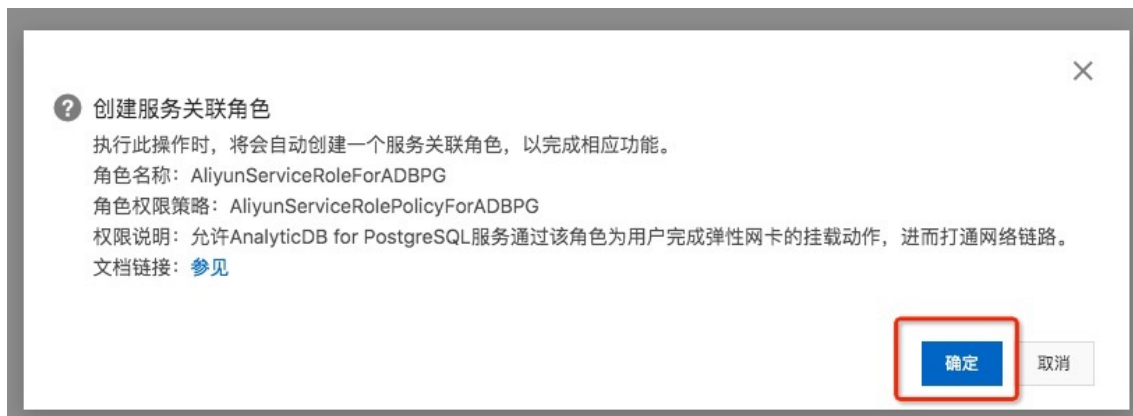 创建服务关联角色
执行此操作时，将会自动创建一个服务关联角色，以完成相应功能。
角色名称：AliyunServiceRoleForADBPG
角色权限策略：AliyunServiceRolePolicyForADBPG
权限说明：允许AnalyticDB for PostgreSQL服务通过该角色为用户完成弹性网卡的挂载动作，进而打通网络链路。
文档链接：参见
确定 取消